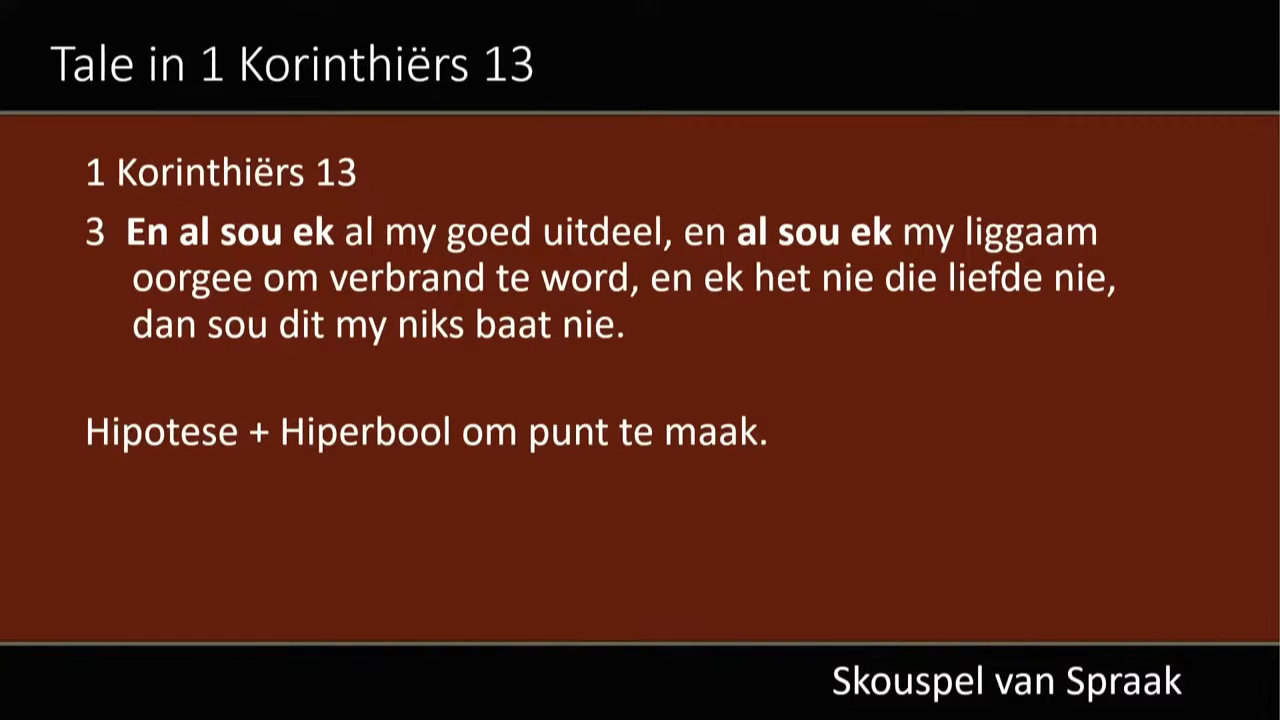 Tale in 1 Korinthiërs 13
1 Korinthiërs 13
3 En al sou ek al my goed uitdeel, en al sou ek my liggaam
oorgee om verbrand te word, en ek het nie die liefde nie,
dan sou dit my niks baat nie.
Hipotese + Hiperbool om punt te maak.
Skouspel van Spraak